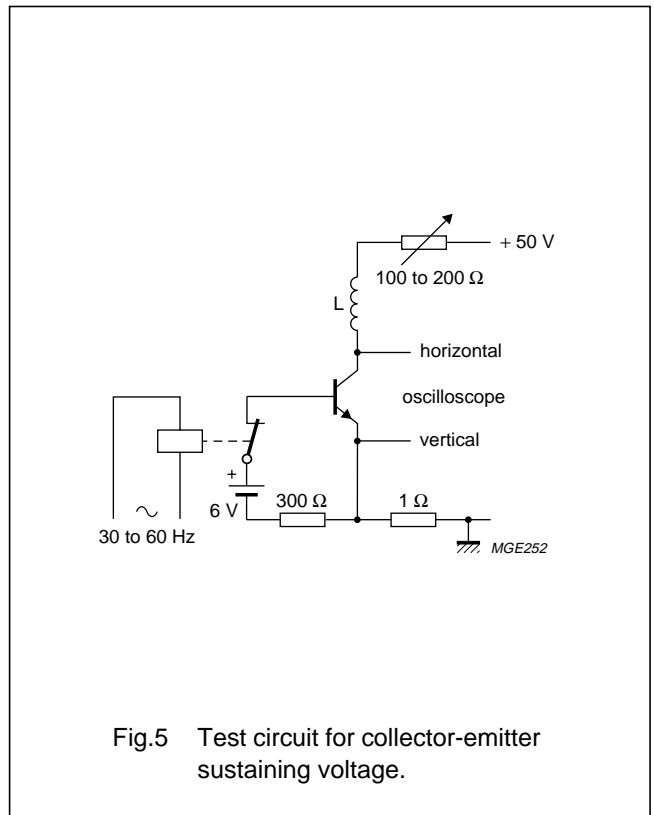 + 50 V
100 to 200 Ω
L
horizontal
oscilloscope
vertical
+
6 V
300 Ω
1 Ω
30 to 60 Hz
MGE252
Fig.5 Test circuit for collector-emitter
sustaining voltage.